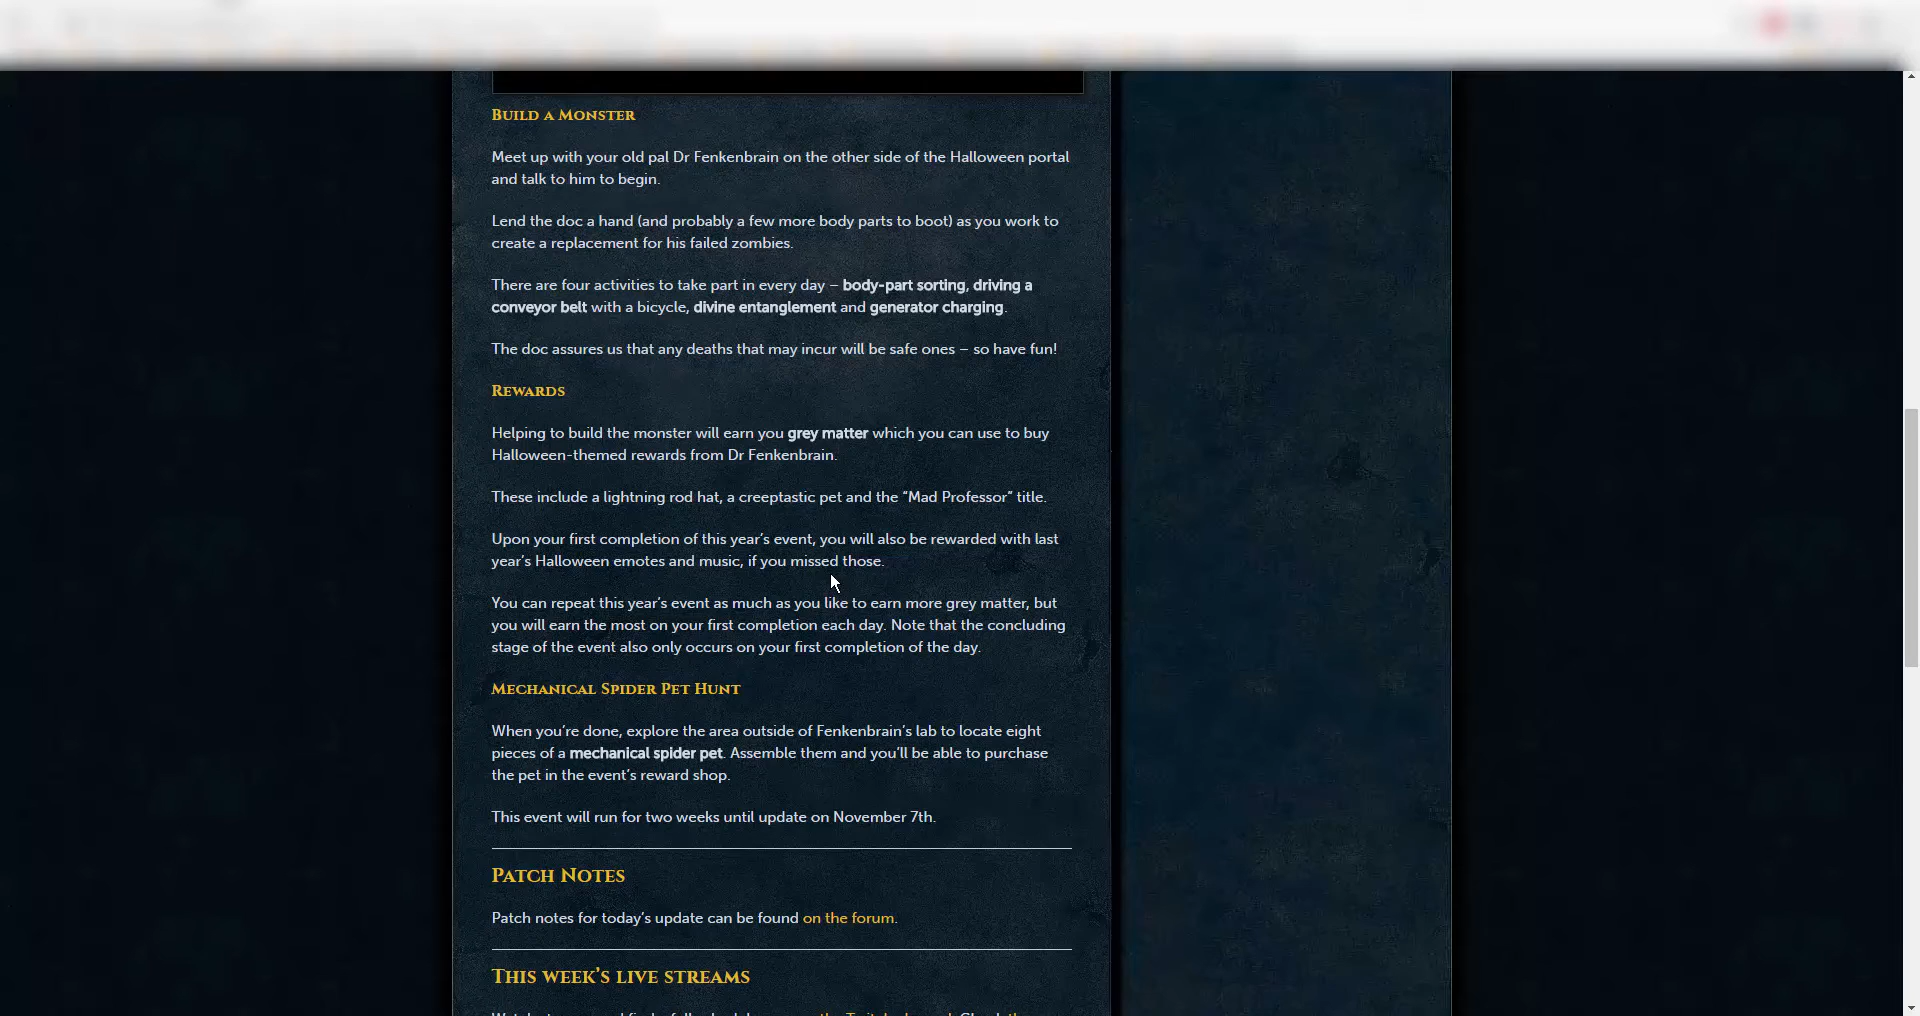 Build a Monster
Meet up with your old pal Dr Fenkenbrain on the other side of the Halloween portal
and talk to him to begin.
Lend the doc a hand (and probably a few more body parts to boot) as you work to
create a replacement for his failed zombies.
There are four activities to take part in every day – body-part sorting, driving a
conveyor belt with a bicycle, divine entanglement and generator charging.
The doc assures us that any deaths that may incur will be safe ones – so have fun!
Rewards
Helping to build the monster will earn you grey matter which you can use to buy
Halloween-themed rewards from Dr Fenkenbrain.
These include a lightning rod hat, a creeptastic pet and the “Mad Professor” title.
Upon your first completion of this year’s event, you will also be rewarded with last
year’s Halloween emotes and music, if you missed those.
You can repeat this year’s event as much as you like to earn more grey matter, but
you will earn the most on your first completion each day. Note that the concluding
stage of the event also only occurs on your first completion of the day.
Mechanical Spider Pet Hunt
When you’re done, explore the area outside of Fenkenbrain’s lab to locate eight
pieces of a mechanical spider pet. Assemble them and you’ll be able to purchase
the pet in the event’s reward shop.
This event will run for two weeks until update on November 7th.
Patch Notes
Patch notes for today’s update can be found on the forum.
This week’s live streams